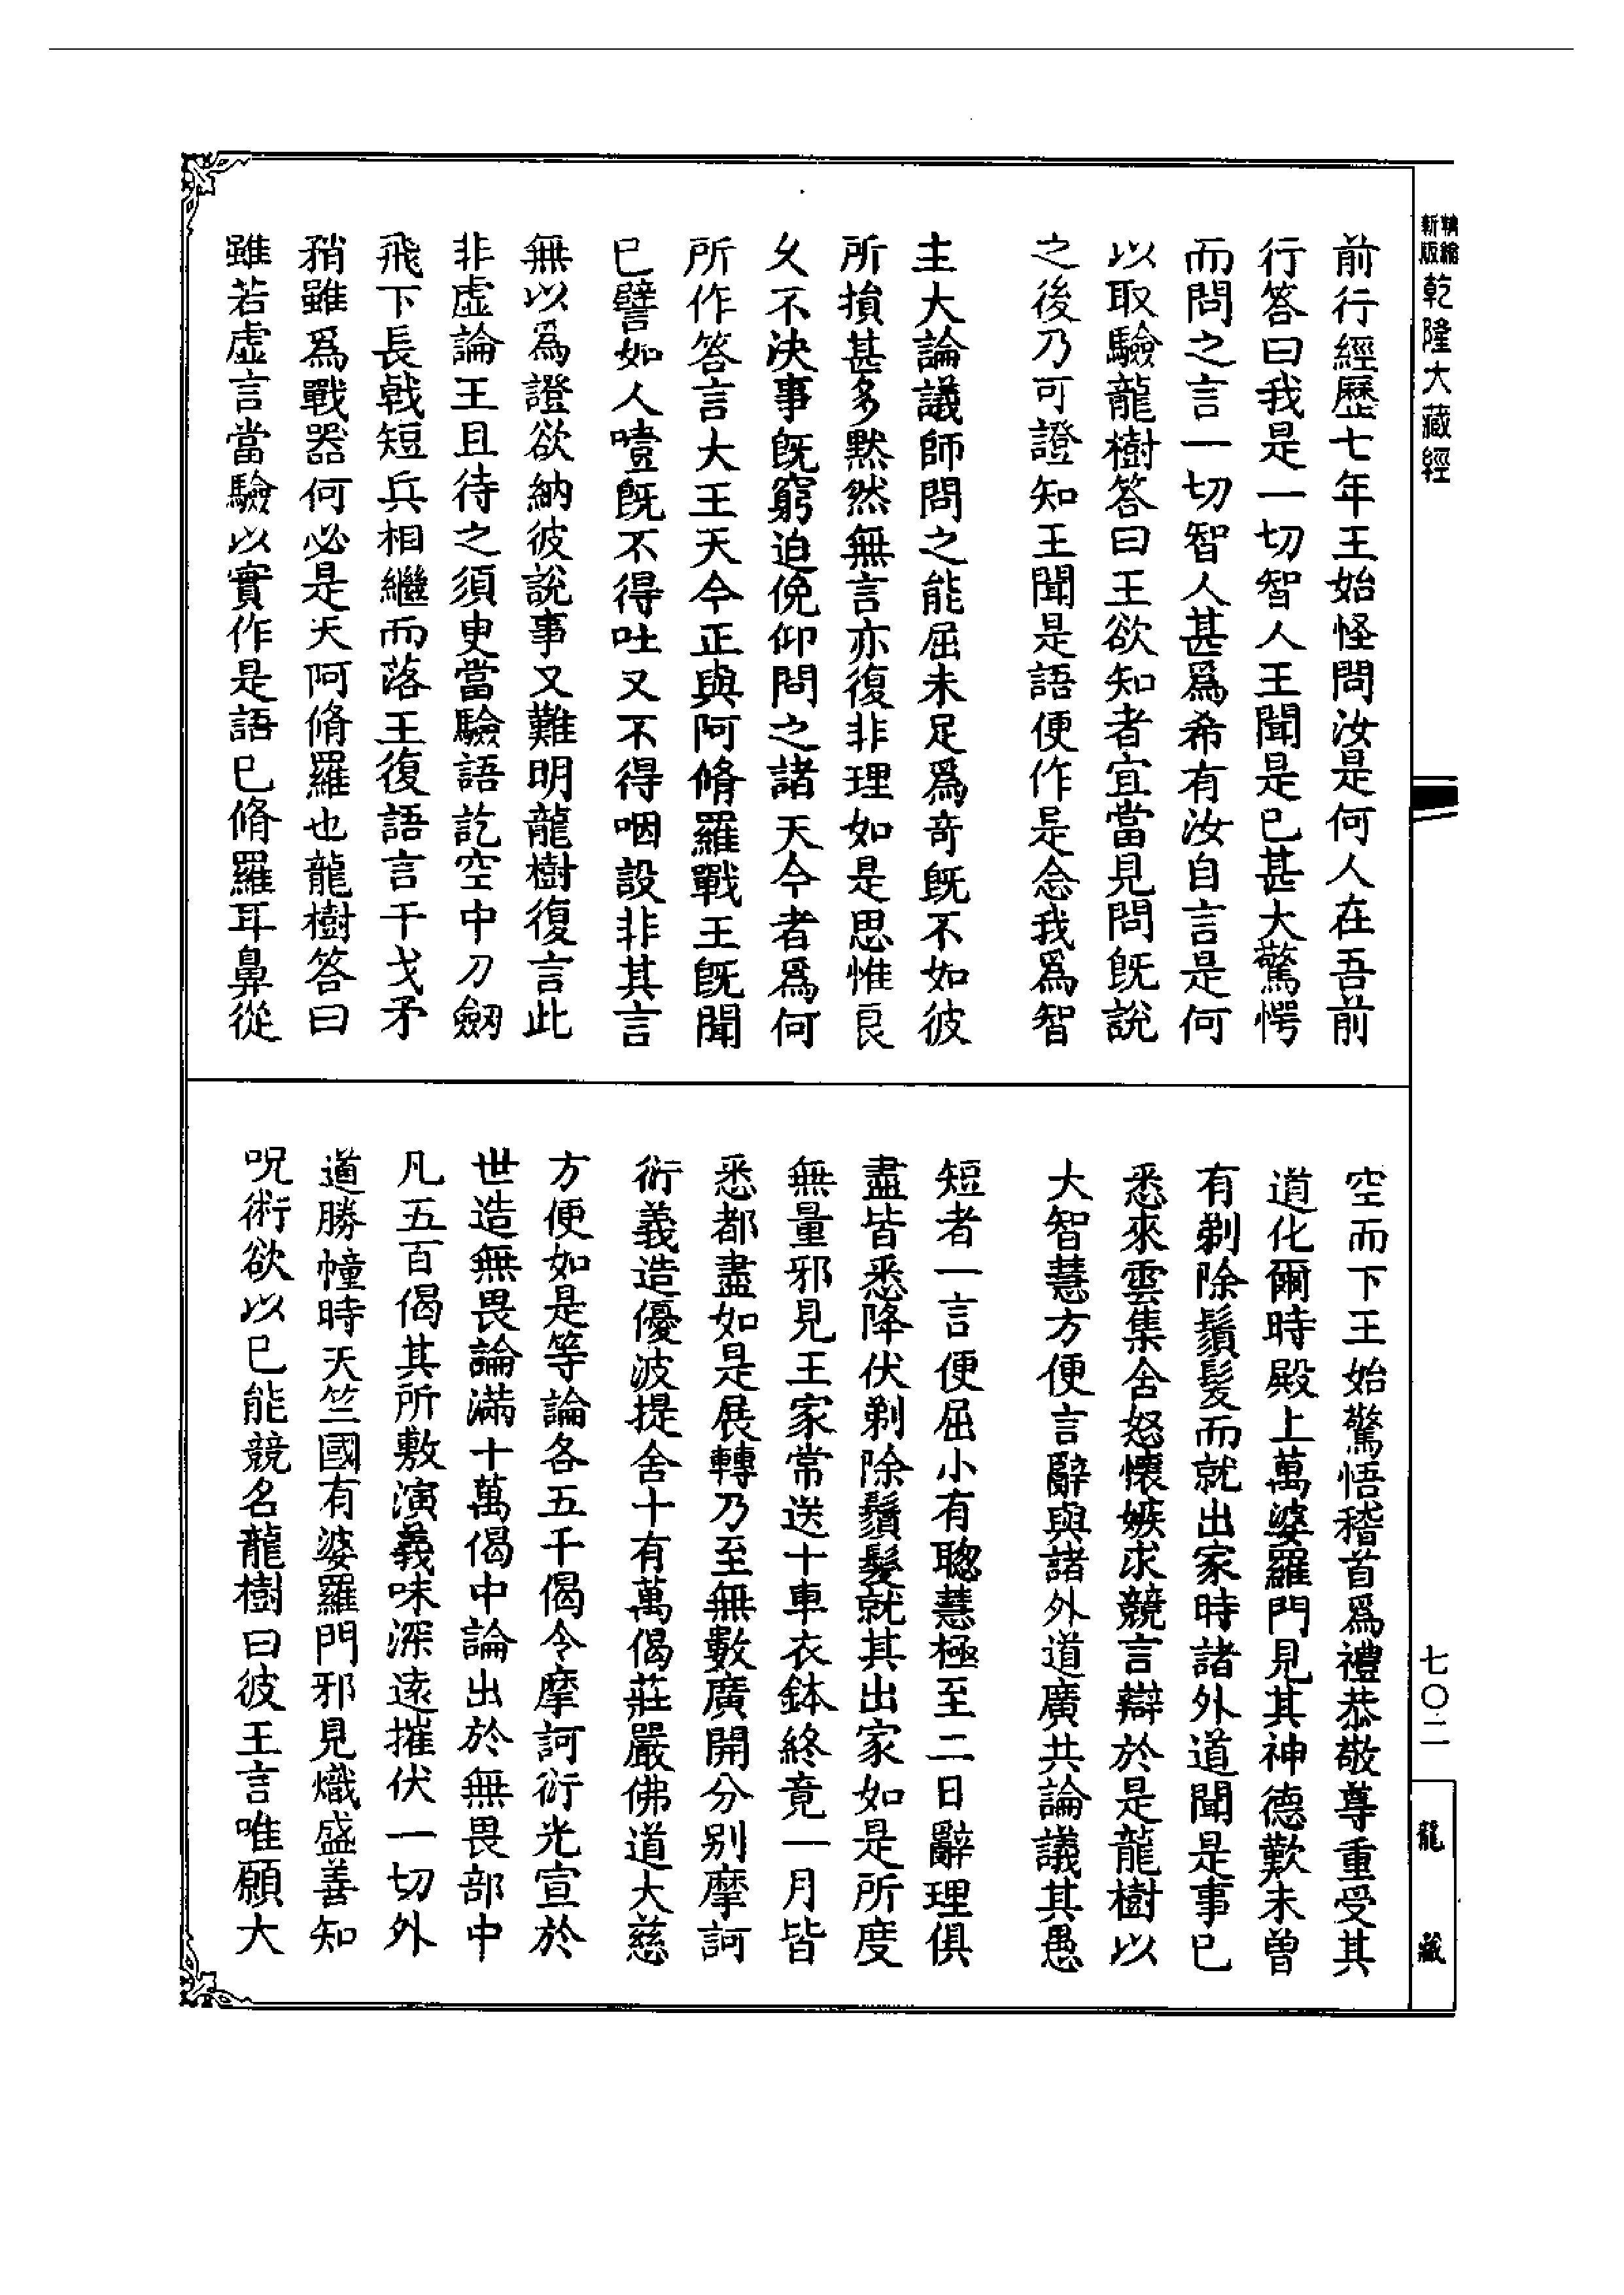 新版精縮乾隆大藏經
前行經歷七年王始怪問汝是何人在吾前
行答曰我是一切智人王聞是已甚大驚愕
而問之言一切智人甚爲希有汝自言是何
以取驗龍樹答曰王欲知者宜當見問旣說
之後乃可證知王聞是語便作是念我爲智
主大論議師問之能屈未足爲奇旣不如彼
所損甚多默然無言亦復非理如是思惟良
久不決事旣窮迫俛仰問之諸天今者爲何
所作答言大王天今正與阿脩羅戰王旣聞
已譬如人噎旣不得吐又不得咽設非其言
無以爲證欲納彼說事又難明龍樹復言此
非虛論王且待之須臾當驗語訖空中刀劒
飛下長戟短兵相繼而落王復語言干戈矛
矟雖爲戰器何必是天阿脩羅也龍樹答曰
雖若虛言當驗以實作是語已脩羅耳鼻從
空而下王始驚悟稽首爲禮恭敬尊重受其
道化爾時殿上萬婆羅門見其神德歎未曾
有剃除鬚髮而就出家時諸外道聞是事已
悉來雲集含怒懷嫉求競言辯於是龍樹以
大智慧方便言辭與諸外道廣共論議其愚
短者一言便屈小有聰慧極至二日辭理俱
盡皆悉降伏剃除鬚髮就其出家如是所度
無量邪見王家常送十車衣鉢終竟一月皆
悉都盡如是展轉乃至無數廣開分別摩訶
衍義造優波提舍十有萬偈莊嚴佛道大慈
方便如是等論各五千偈令摩訶衍光宣於
世造無畏論滿十萬偈中論出於無畏部中
凡五百偈其所敷演義味深遠摧伏一切外
道勝幢時天竺國有婆羅門邪見熾盛善知
呪術欲以已能競名龍樹曰彼王言唯願大
七〇二
龍藏